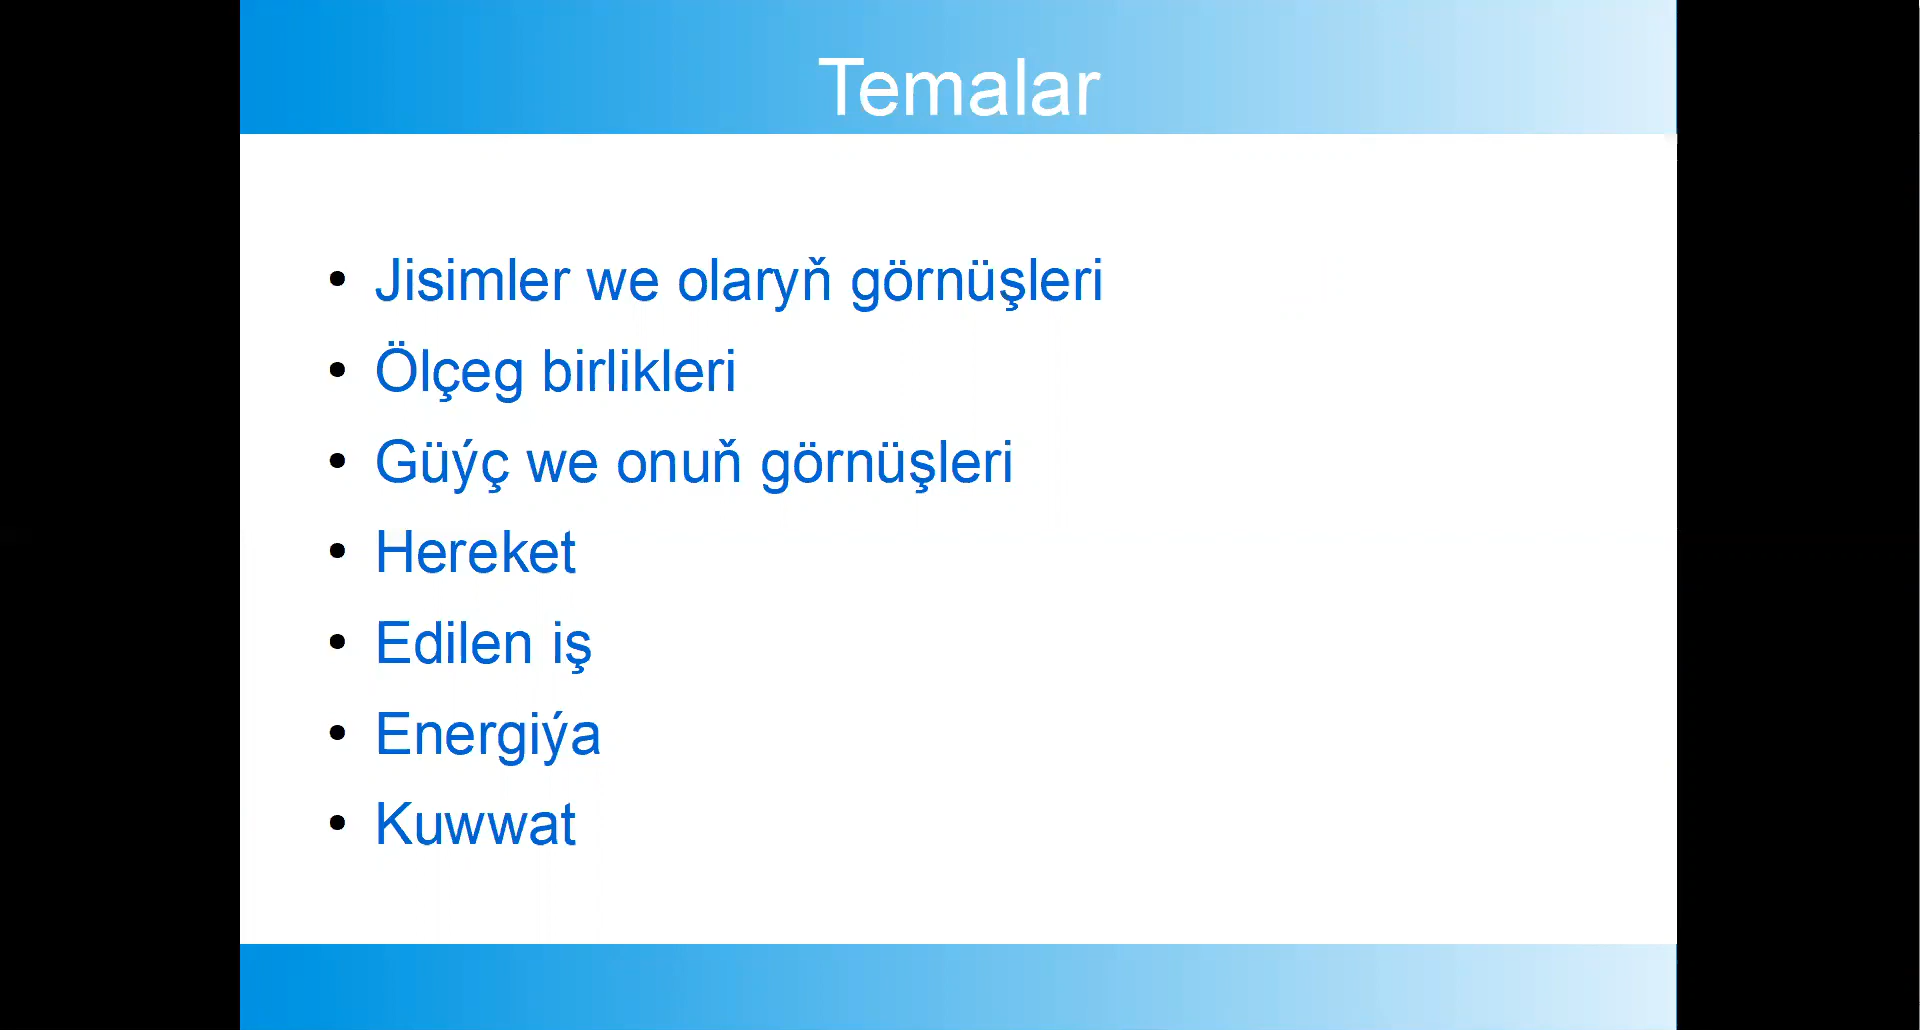 Temalar
• Jisimler we olaryň görnüşleri
• Ölçeg birlikleri
• Güýç we onuň görnüşleri
• Hereket
• Edilen iş
• Energiýa
• Kuwwat